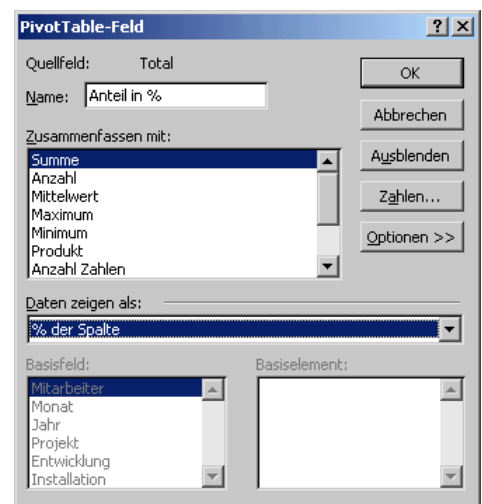 PivotTable-Feld
Quellfeld: Total
OK
Name: Anteil in %
Abbrechen
Zusammenfassen mit:
Ausblenden
Summe
Anzahl
Mittelwert
Maximum
Minimum
Produkt
Anzahl Zahlen
Zahlen...
Optionen >>
Daten zeigen als:
% der Spalte
Basisfeld:
Basiselement:
Mitarbeiter
Monat
Jahr
Projekt
Entwicklung
Installation